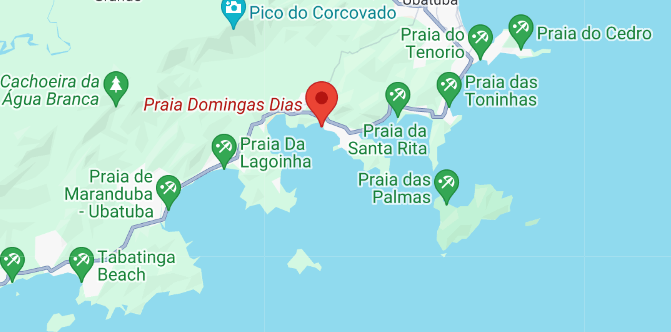 Pico do Corcovado
Ubatuba
Praia do
Tenorio
Praia do Cedro
Cachoeira da
Água Branca
Praia Domingas Dias
Praia das
Toninhas
Praia Da
Lagoinha
Praia da
Santa Rita
Praia de
Maranduba
- Ubatuba
Praia das
Palmas
Tabatinga
Beach